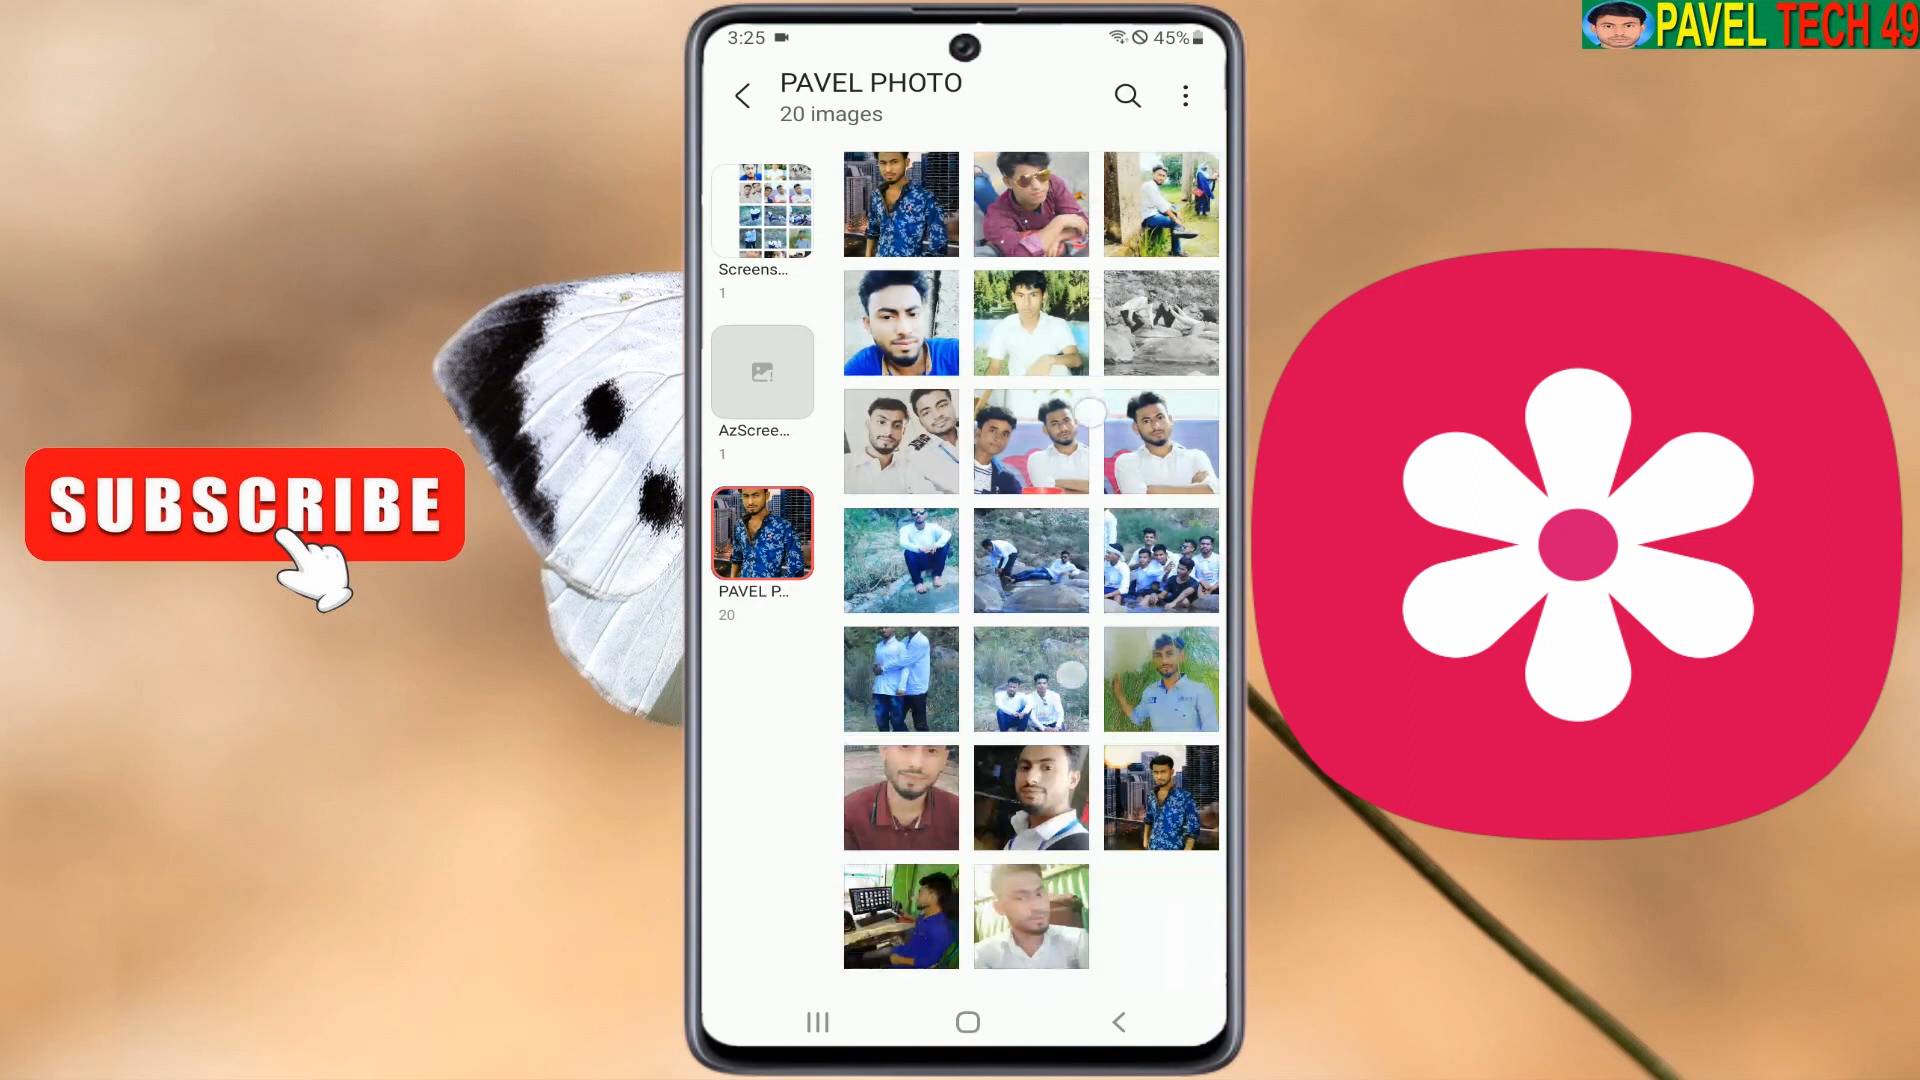 PAVEL TECH 49
3:25 45%
PAVEL PHOTO
20 images
Screens...
1
AzScree...
1
PAVEL P...
20
SUBSCRIBE